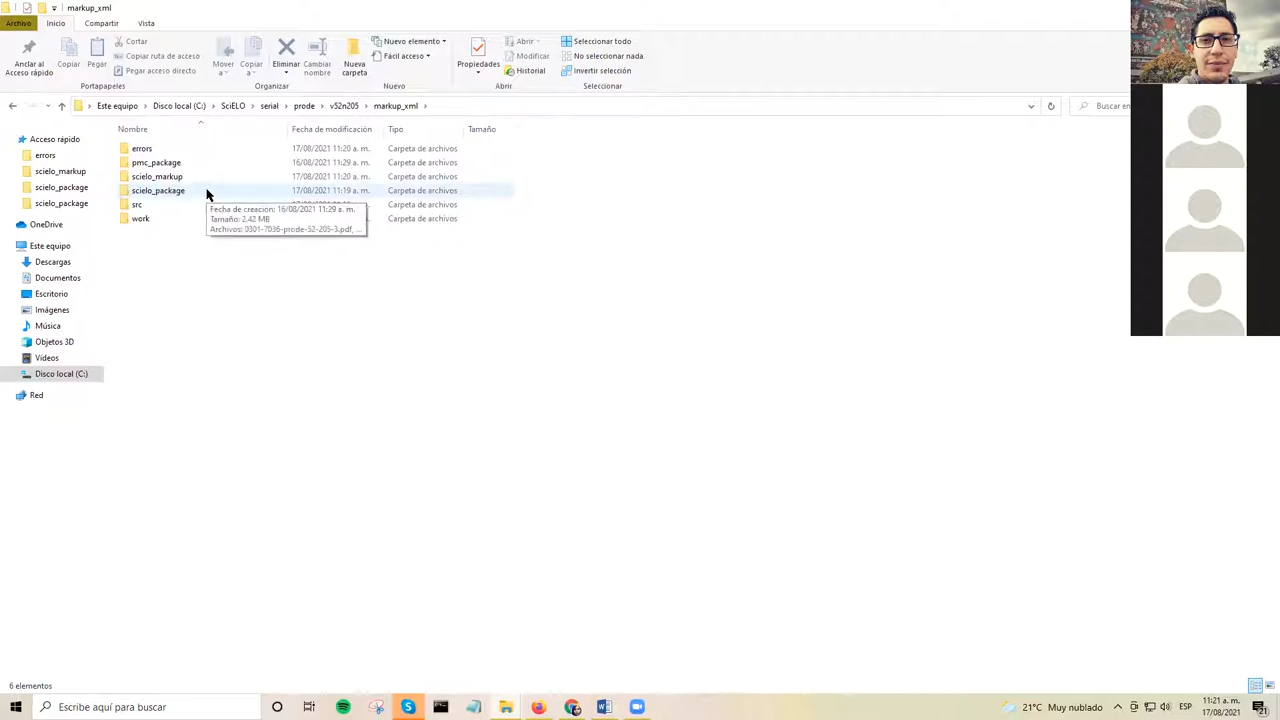 markup_xml
Archivo Inicio Compartir Vista
Anclar al Acceso rápido
Copiar
Pegar
Cortar
Copiar ruta de acceso
Pegar acceso directo
Portapapeles
Mover a
Copiar a
Eliminar
Cambiar nombre
Organizar
Nueva carpeta
Nuevo elemento
Fácil acceso
Nuevo
Propiedades
Abrir
Modificar
Historial
Abrir
Seleccionar todo
No seleccionar nada
Invertir selección
Seleccionar
Este equipo > Disco local (C:) > SciELO > serial > prode > v52n205 > markup_xml >
Buscar en
Nombre Fecha de modificación Tipo Tamaño
errors 17/08/2021 11:20 a. m. Carpeta de archivos
pmc_package 16/08/2021 11:29 a. m. Carpeta de archivos
scielo_markup 17/08/2021 11:20 a. m. Carpeta de archivos
scielo_package 17/08/2021 11:19 a. m. Carpeta de archivos
src Carpeta de archivos
work Carpeta de archivos
Fecha de creación: 16/08/2021 11:29 a. m.
Tamaño: 2.42 MB
Archivos: 0301-7036-prode-52-205-3.pdf, ...
Acceso rápido
errors
scielo_markup
scielo_package
scielo_package
OneDrive
Este equipo
Descargas
Documentos
Escritorio
Imágenes
Música
Objetos 3D
Vídeos
Disco local (C:)
Red
6 elementos
Escribe aquí para buscar
21°C Muy nublado
ESP
11:21 a. m.
17/08/2021
21